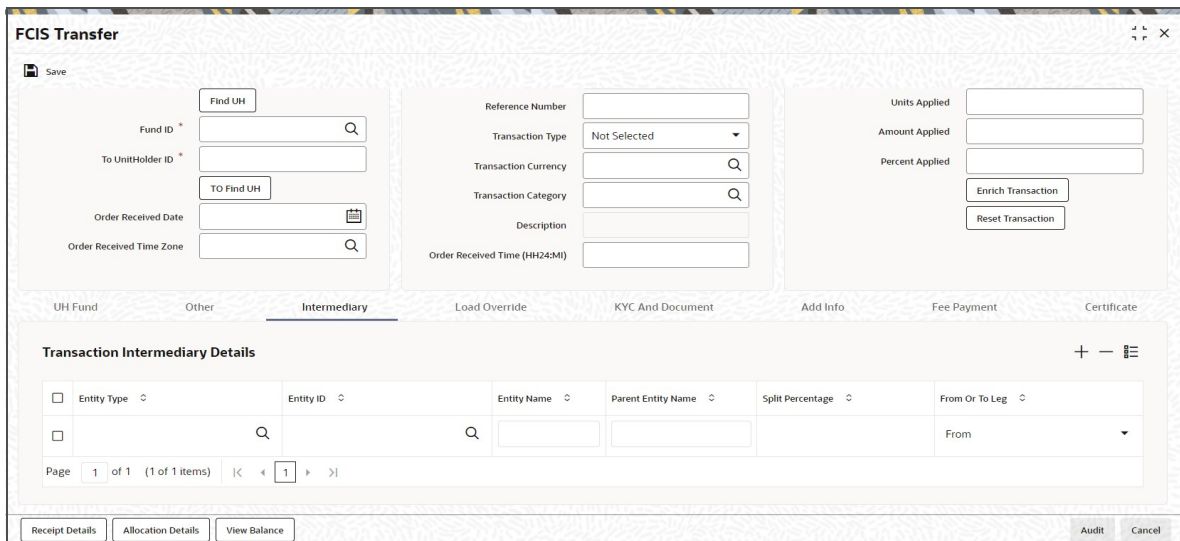 FCIS Transfer
Save
Find UH
Fund ID *
To UnitHolder ID *
TO Find UH
Order Received Date
Order Received Time Zone
Reference Number
Transaction Type Not Selected
Transaction Currency
Transaction Category
Description
Order Received Time (HH24:MI)
Units Applied
Amount Applied
Percent Applied
Enrich Transaction
Reset Transaction
UH Fund Other Intermediary Load Override KYC And Document Add Info Fee Payment Certificate
Transaction Intermediary Details
Entity Type Entity ID Entity Name Parent Entity Name Split Percentage From Or To Leg
From
Page 1 of 1 (1 of 1 items) 1
Receipt Details Allocation Details View Balance Audit Cancel